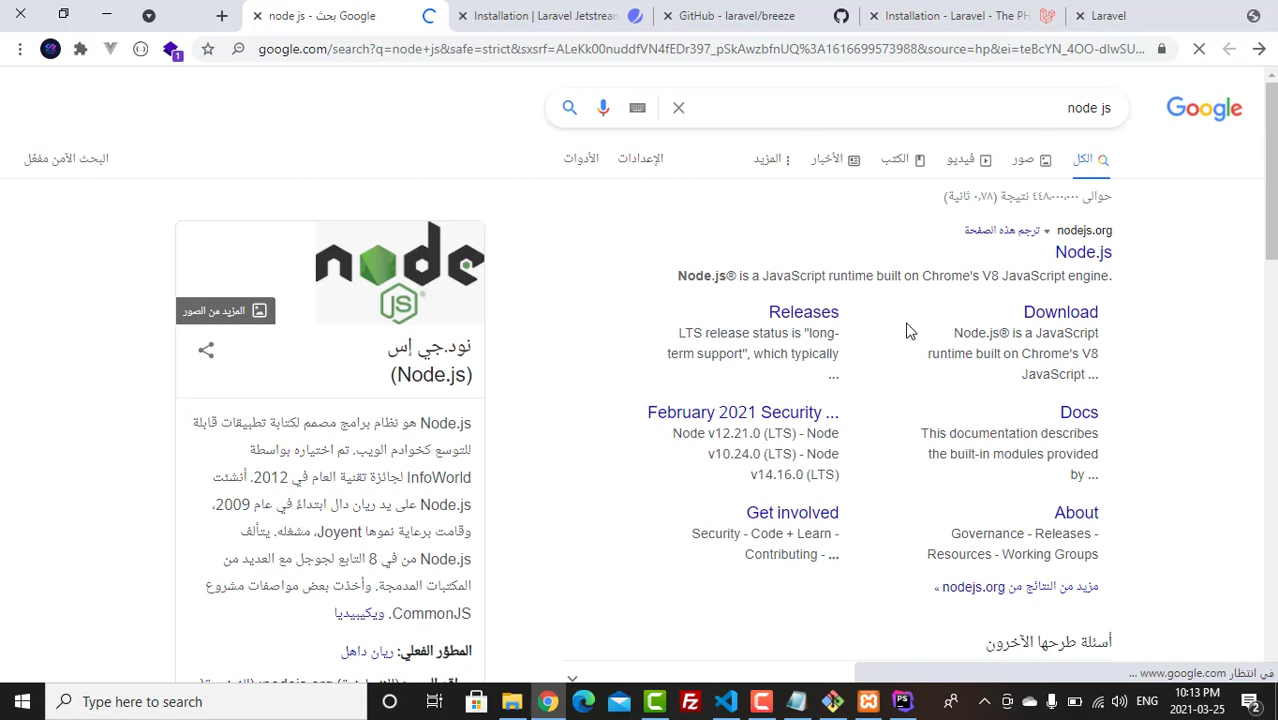 node js - بحث Google
Installation | Laravel Jetstream
GitHub - laravel/breeze
Installation - Laravel - The PH
Laravel
google.com/search?q=node+js&safe=strict&sxsrf=ALeKk00nuddfVN4fEDr397_pSkAwzbfnUQ%3A1616699573988&source=hp&ei=teBcYN_4OO-dlwSU...
1
node js
Google
الكل
صور
فيديو
الكتب
الأخبار
المزيد
الإعدادات
الأدوات
البحث الآمن مفعّل
حوالى ٤٤٨٬٠٠٠٬٠٠٠ نتيجة (٠٫٧٨ ثانية)
nodejs.org ترجم هذه الصفحة
Node.js
Node.js® is a JavaScript runtime built on Chrome's V8 JavaScript engine.
Download
Node.js® is a JavaScript
runtime built on Chrome's V8
JavaScript ...
Releases
LTS release status is "long-
term support", which typically
...
Docs
This documentation describes
the built-in modules provided
by ...
February 2021 Security ...
Node v12.21.0 (LTS) - Node
v10.24.0 (LTS) - Node
v14.16.0 (LTS)
About
Governance - Releases -
Resources - Working Groups
Get involved
Security - Code + Learn -
Contributing - ...
مزيد من النتائج من nodejs.org »
أسئلة طرحها الآخرون
node
JS
المزيد من الصور
نود.جي إس
(Node.js)
Node.js هو نظام برامج مصمم لكتابة تطبيقات قابلة
للتوسع كخوادم الويب. تم اختياره بواسطة
InfoWorld لجائزة تقنية العام في 2012. أنشئت
Node.js على يد ريان دال ابتداءً في عام 2009،
وقامت برعاية نموها Joyent، مشغله. يتألف
Node.js من في 8 التابع لجوجل مع العديد من
المكتبات المدمجة. وأخذت بعض مواصفات مشروع
CommonJS. ويكيبيديا
المطوّر الفعلي: ريان داهل
في انتظار www.google.com ...
Type here to search
ENG
10:13 PM
2021-03-25
2